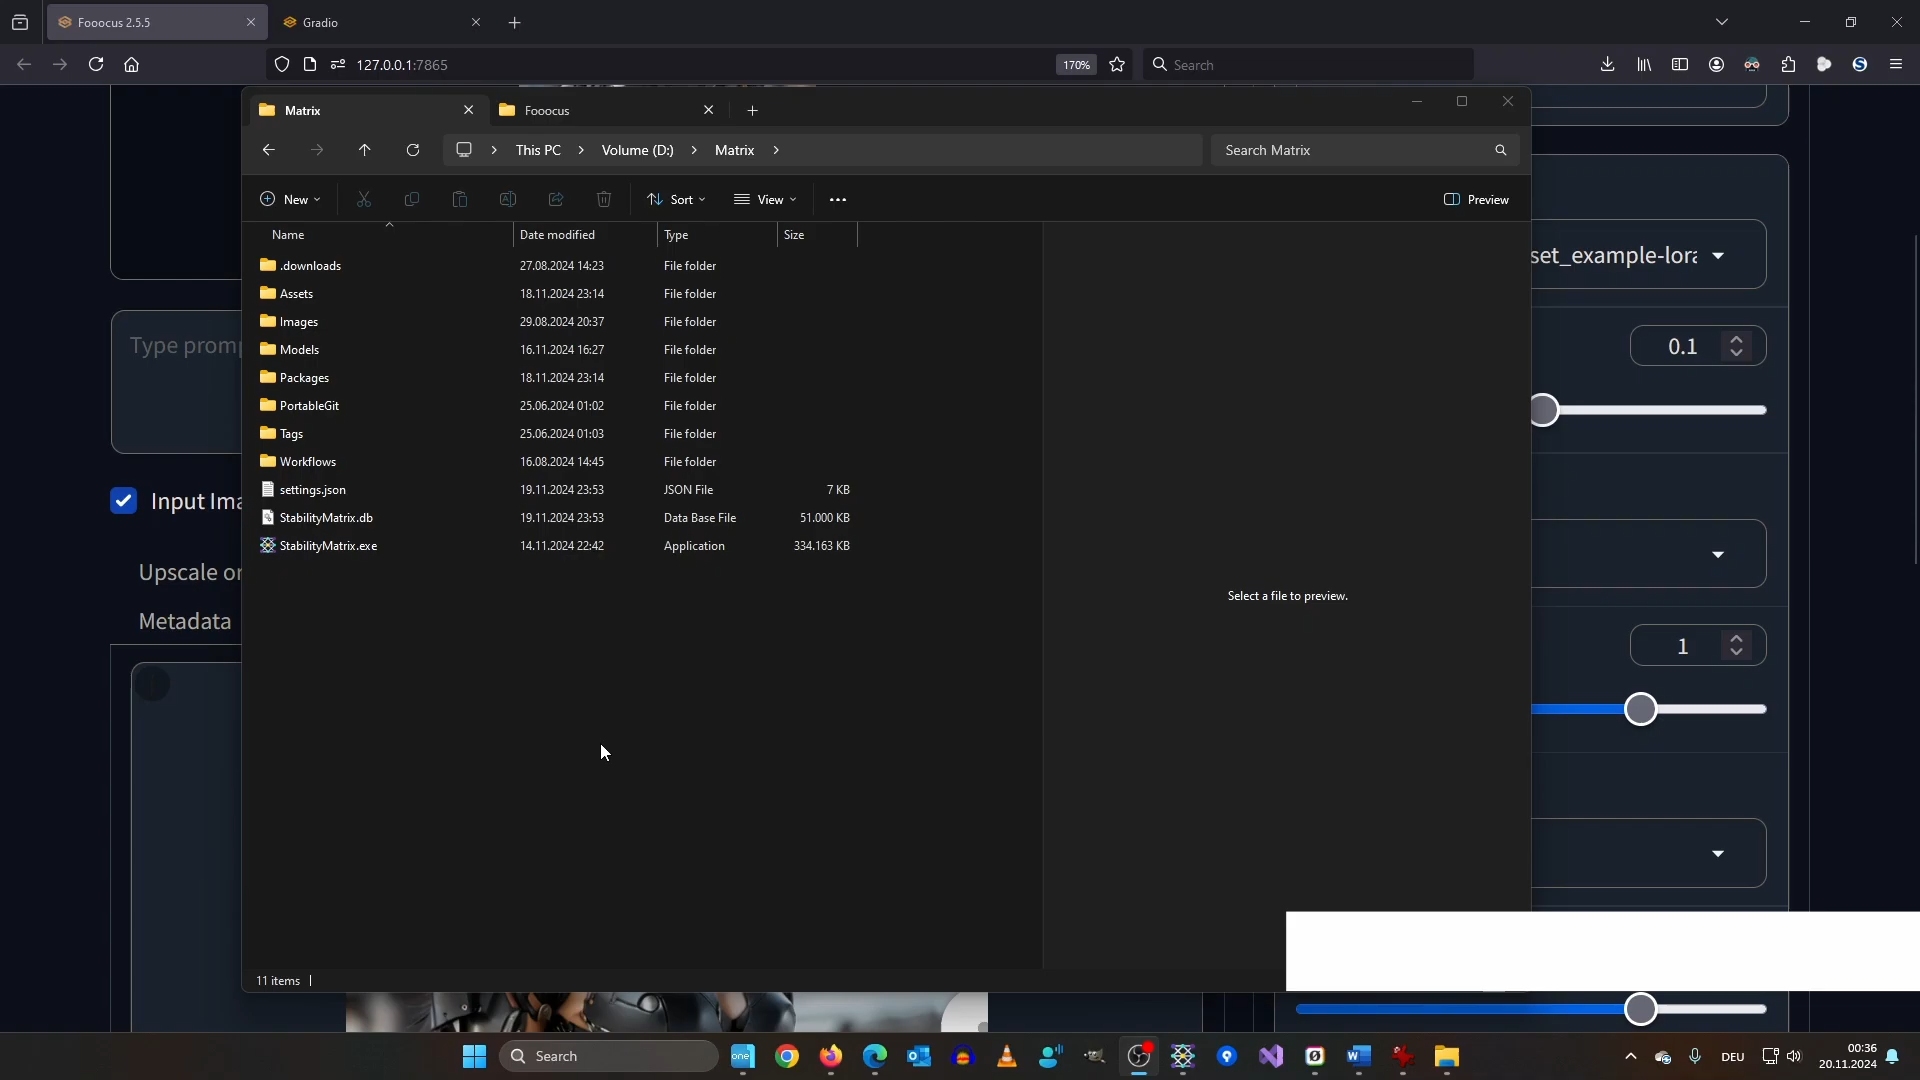 Fooocus 2.5.5
Gradio
127.0.0.1:7865
170%
Search
Matrix
Fooocus
This PC
Volume (D:)
Matrix
Search Matrix
New
Sort
View
Preview
Name
Date modified
Type
Size
.downloads 27.08.2024 14:23 File folder
Assets 18.11.2024 23:14 File folder
Images 29.08.2024 20:37 File folder
Models 16.11.2024 16:27 File folder
Packages 18.11.2024 23:14 File folder
PortableGit 25.06.2024 01:02 File folder
Tags 25.06.2024 01:03 File folder
Workflows 16.08.2024 14:45 File folder
settings.json 19.11.2024 23:53 JSON File 7 KB
StabilityMatrix.db 19.11.2024 23:53 Data Base File 51.000 KB
StabilityMatrix.exe 14.11.2024 22:42 Application 334.163 KB
Select a file to preview.
11 items
Type promp
Input Ima
Upscale or
Metadata
set_example-lora
0.1
1
Search
one
DEU
00:36
20.11.2024